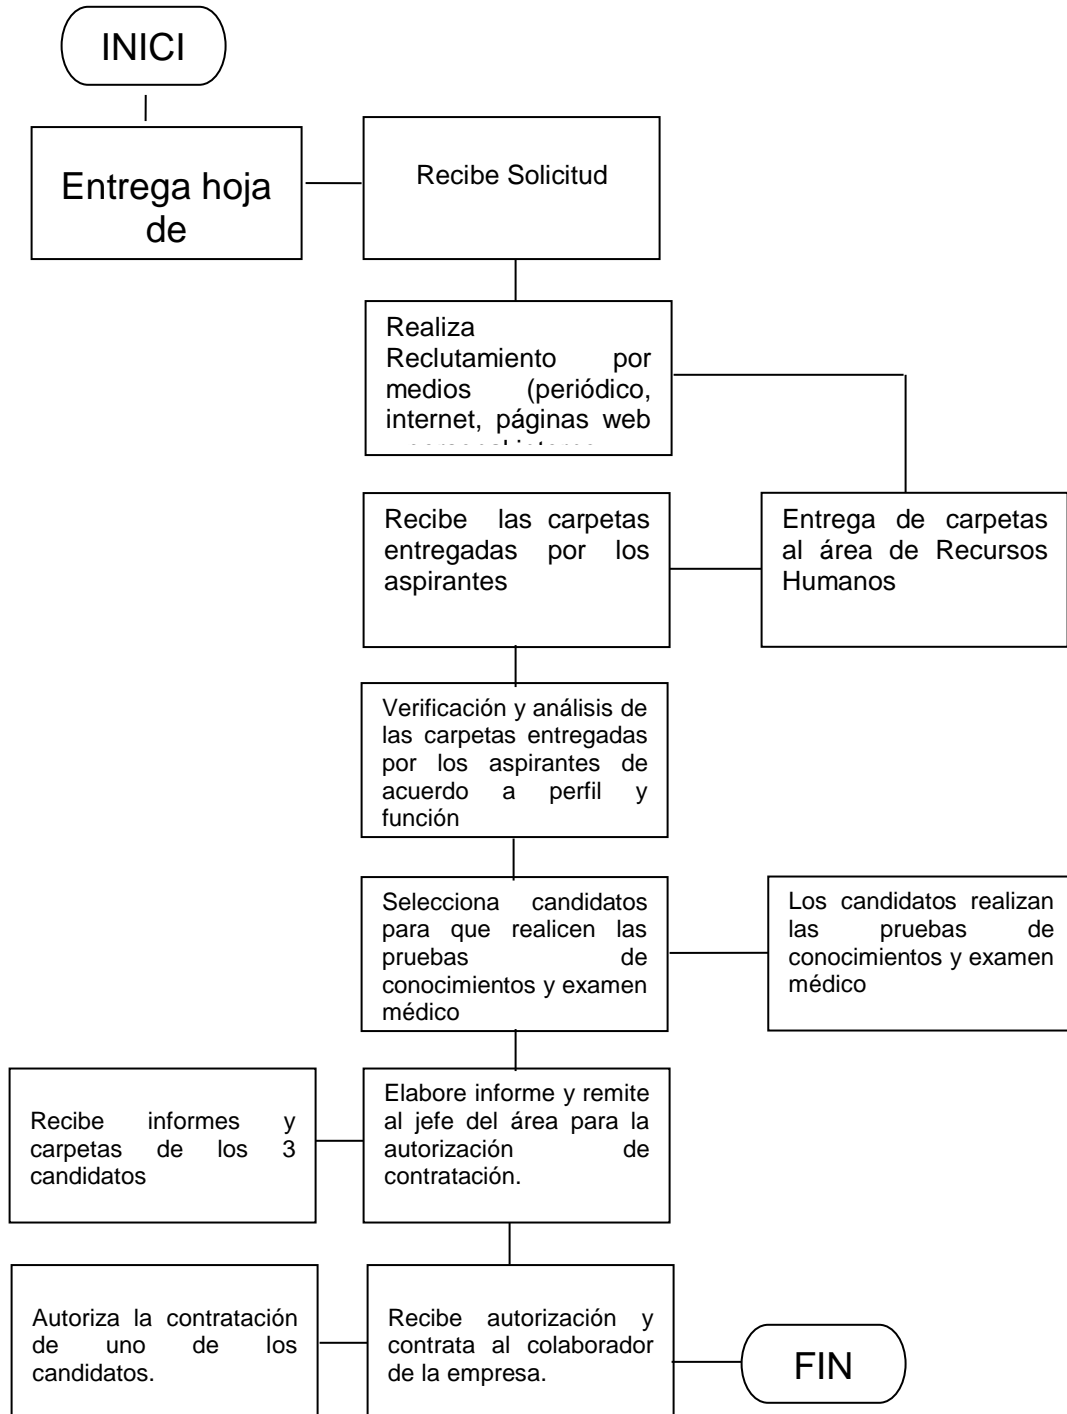 INICI
Entrega hoja
de
Recibe Solicitud
Realiza
Reclutamiento por
medios (periódico,
internet, páginas web
Recibe las carpetas
entregadas por los
aspirantes
Entrega de carpetas
al área de Recursos
Humanos
Verificación y análisis de
las carpetas entregadas
por los aspirantes de
acuerdo a perfil y
función
Selecciona candidatos
para que realicen las
pruebas de
conocimientos y examen
médico
Los candidatos realizan
las pruebas de
conocimientos y examen
médico
Recibe informes y
carpetas de los 3
candidatos
Elabore informe y remite
al jefe del área para la
autorización de
contratación.
Autoriza la contratación
de uno de los
candidatos.
Recibe autorización y
contrata al colaborador
de la empresa.
FIN